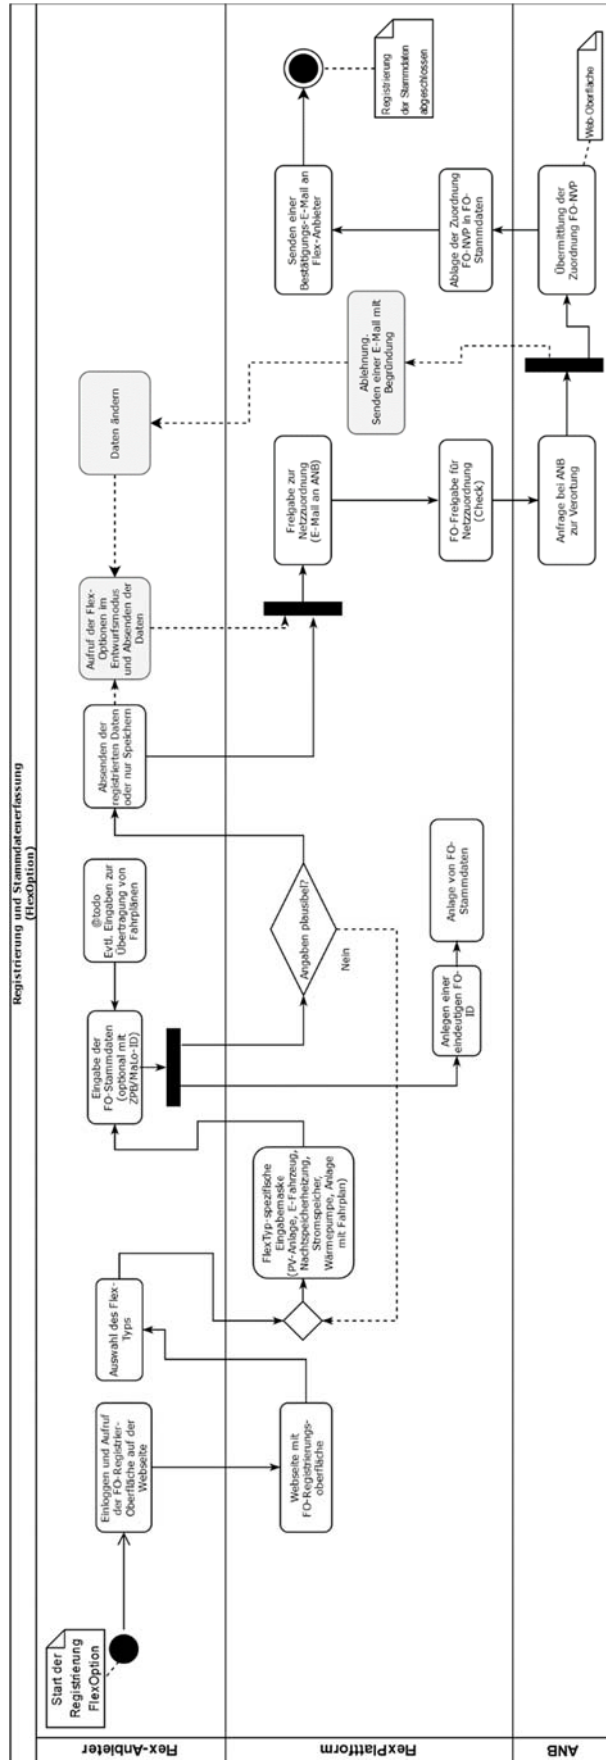 Registrierung und Stammdatenerfassung
(FlexOption)
Flex-Anbieter
Start der
Registrierung
FlexOption
Einloggen und Aufruf
der FO-Registrier-
Oberfläche auf der
Webseite
Auswahl des Flex-
Typs
Eingabe der
FO-Stammdaten
(optional mit
ZPB/MaLo-ID)
@todo
Evtl. Eingaben zur
Übertragung von
Fahrplänen
Absenden der
registrierten Daten
oder nur Speichern
Aufruf der Flex-
Optionen im
Entwurfsmodus
und Absenden der
Daten
Daten ändern
FlexPlattform
Webseite mit
FO-Registrierungs-
oberfläche
FlexTyp-spezifische
Eingabemaske
(PV-Anlage, E-Fahrzeug,
Nachtspeicherheizung,
Stromspeicher,
Wärmepumpe, Anlage
mit Fahrplan)
Angaben plausibel?
Nein
Anlegen einer
eindeutigen FO-
ID
Anlage von FO-
Stammdaten
Freigabe zur
Netzzuordnung
(E-Mail an ANB)
FO-Freigabe für
Netzzuordnung
(Check)
Ablehnung.
Senden einer E-Mail mit
Begründung
Senden einer
Bestätigungs-E-Mail an
Flex-Anbieter
Ablage der Zuordnung
FO-NVP in FO-
Stammdaten
Registrierung
der Stammdaten
abgeschlossen
ANB
Anfrage bei ANB
zur Verortung
Übermittlung der
Zuordnung FO-NVP
Web-Oberfläche